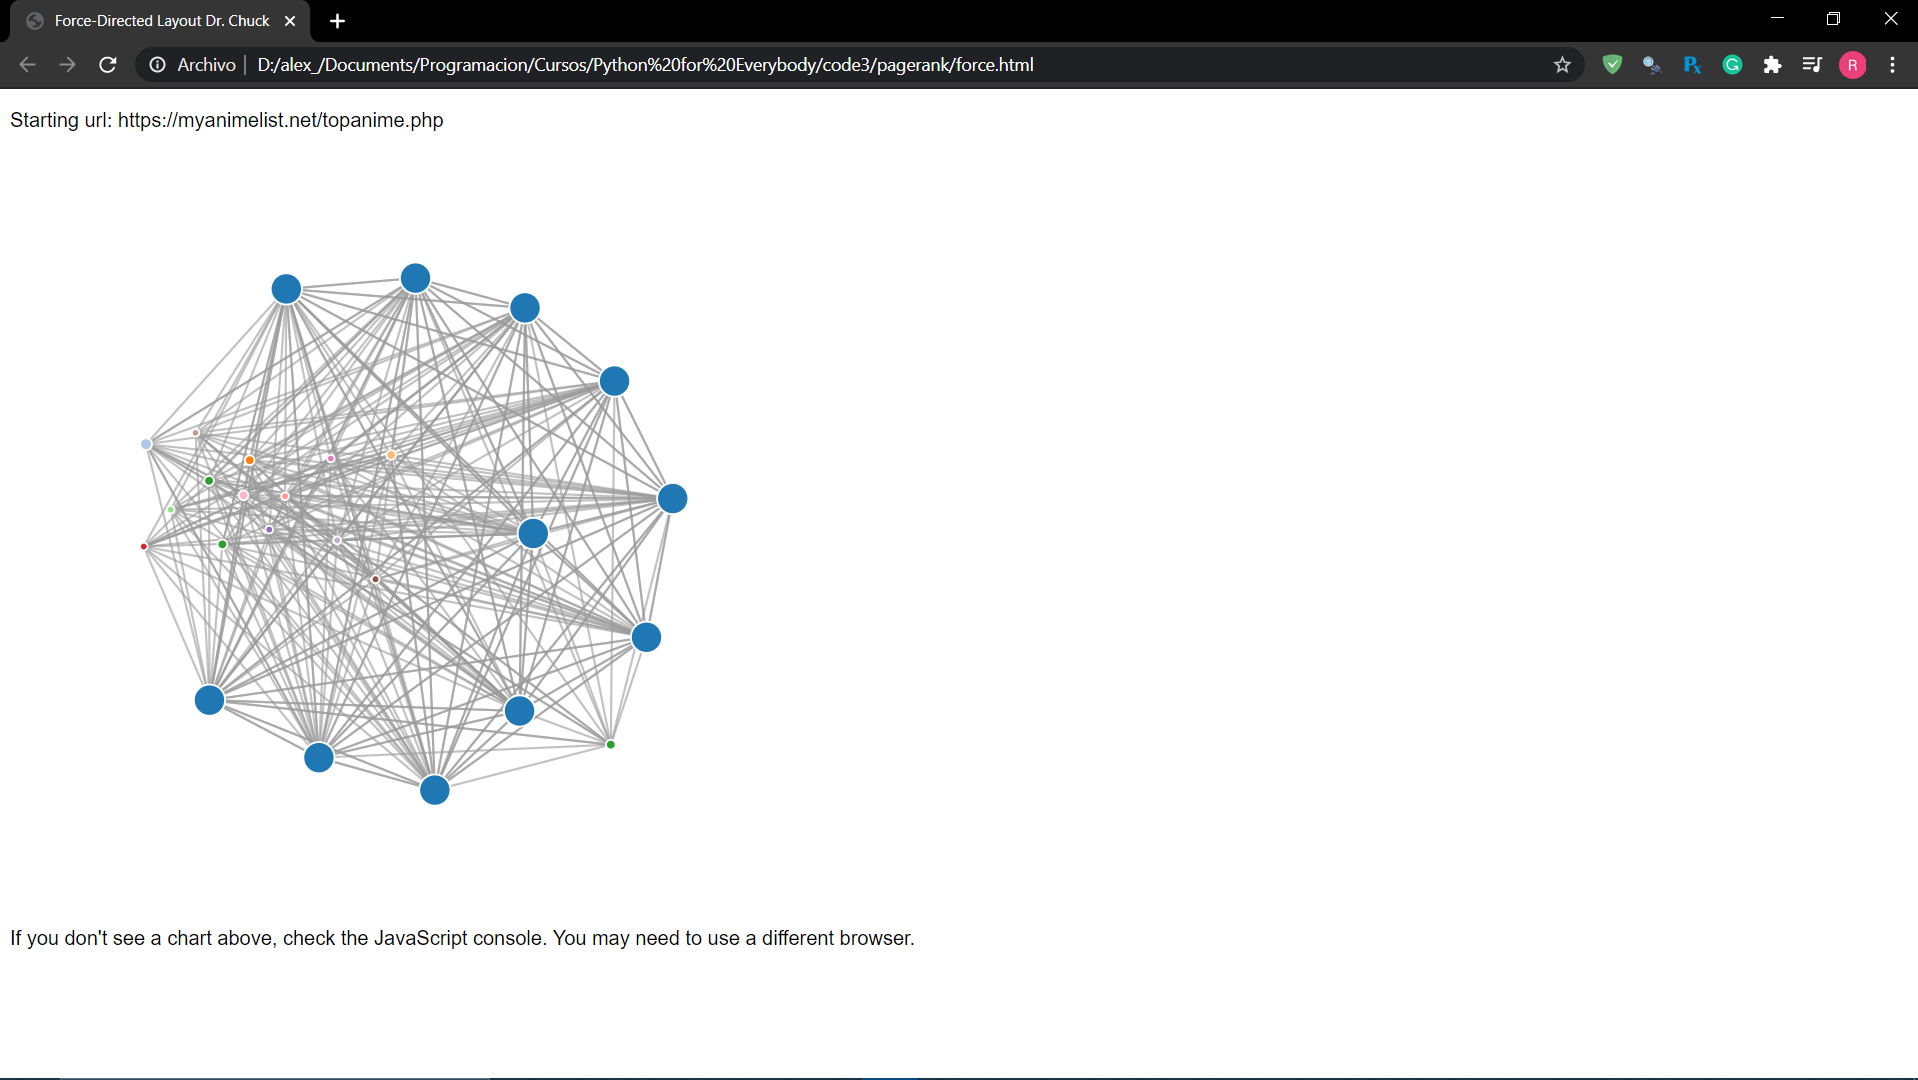 Force-Directed Layout Dr. Chuck
Archivo | D:/alex_/Documents/Programacion/Cursos/Python%20for%20Everybody/code3/pagerank/force.html
R
Starting url: https://myanimelist.net/topanime.php
If you don't see a chart above, check the JavaScript console. You may need to use a different browser.